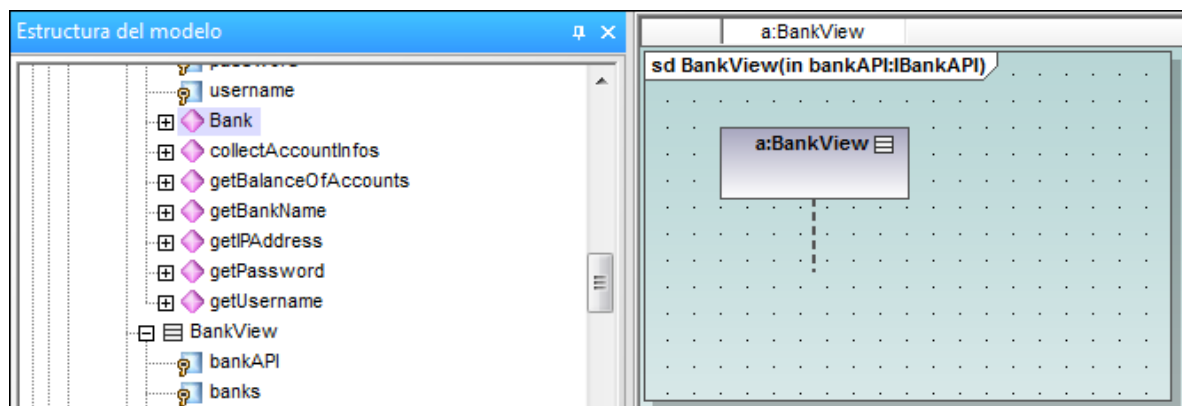 Estructura del modelo
password
username
Bank
collectAccountInfos
getBalanceOfAccounts
getBankName
getIPAddress
getPassword
getUsername
BankView
bankAPI
banks
a:BankView
sd BankView(in bankAPI:IBankAPI)
a:BankView